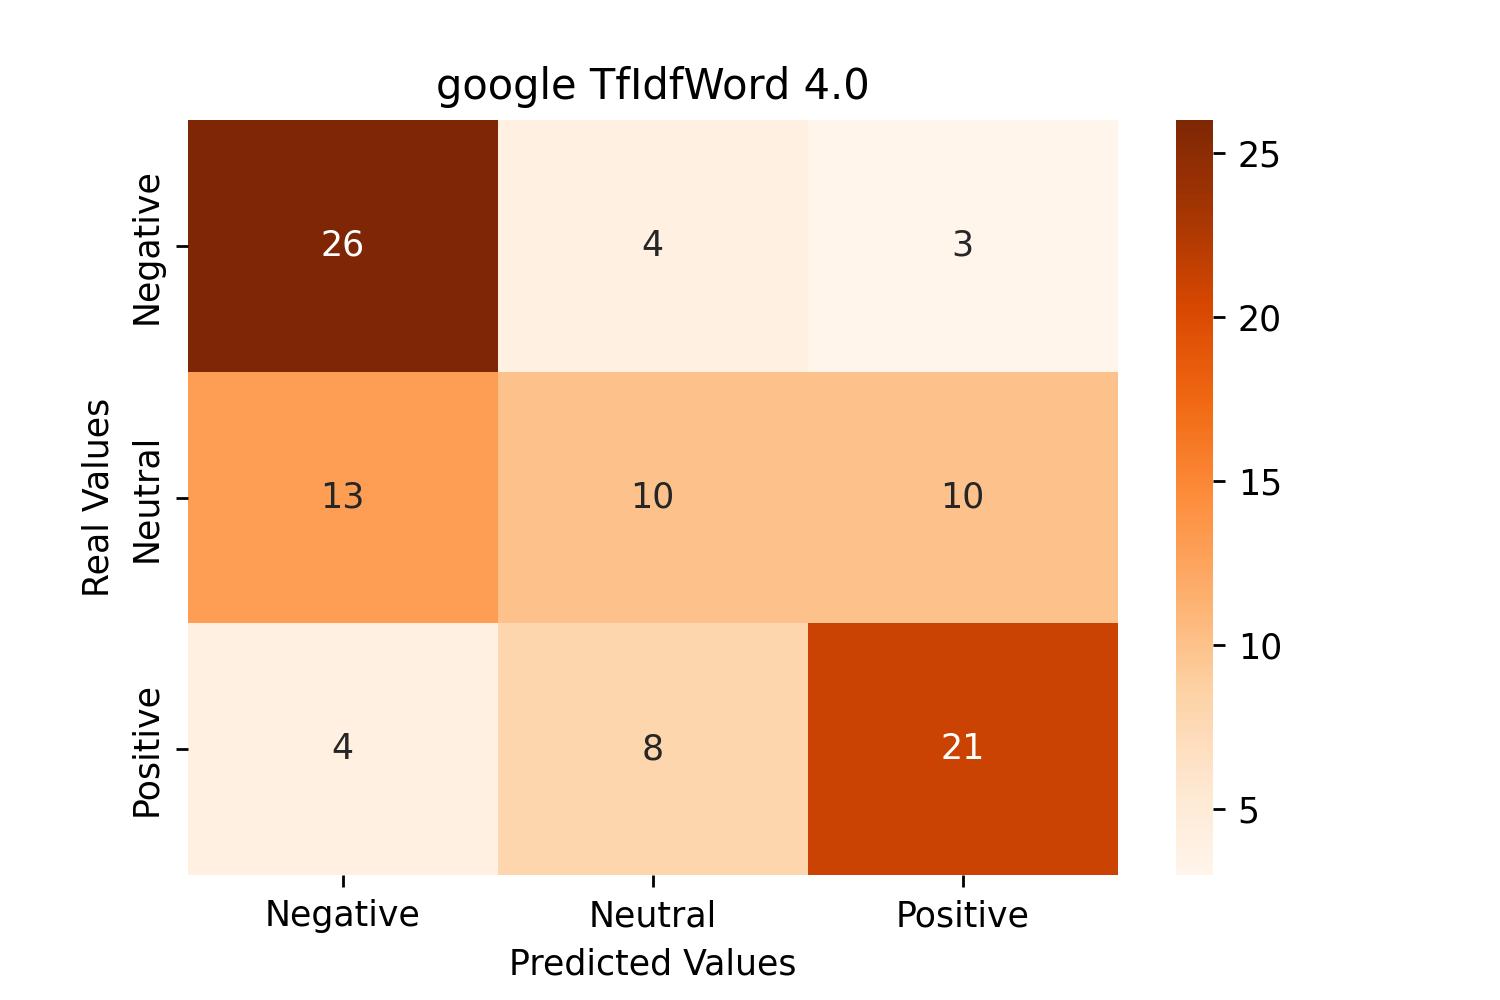 google TfIdfWord 4.0
Real Values
Negative
26 4 3
Neutral
13 10 10
Positive
4 8 21
Negative Neutral Positive
Predicted Values
25
20
15
10
5